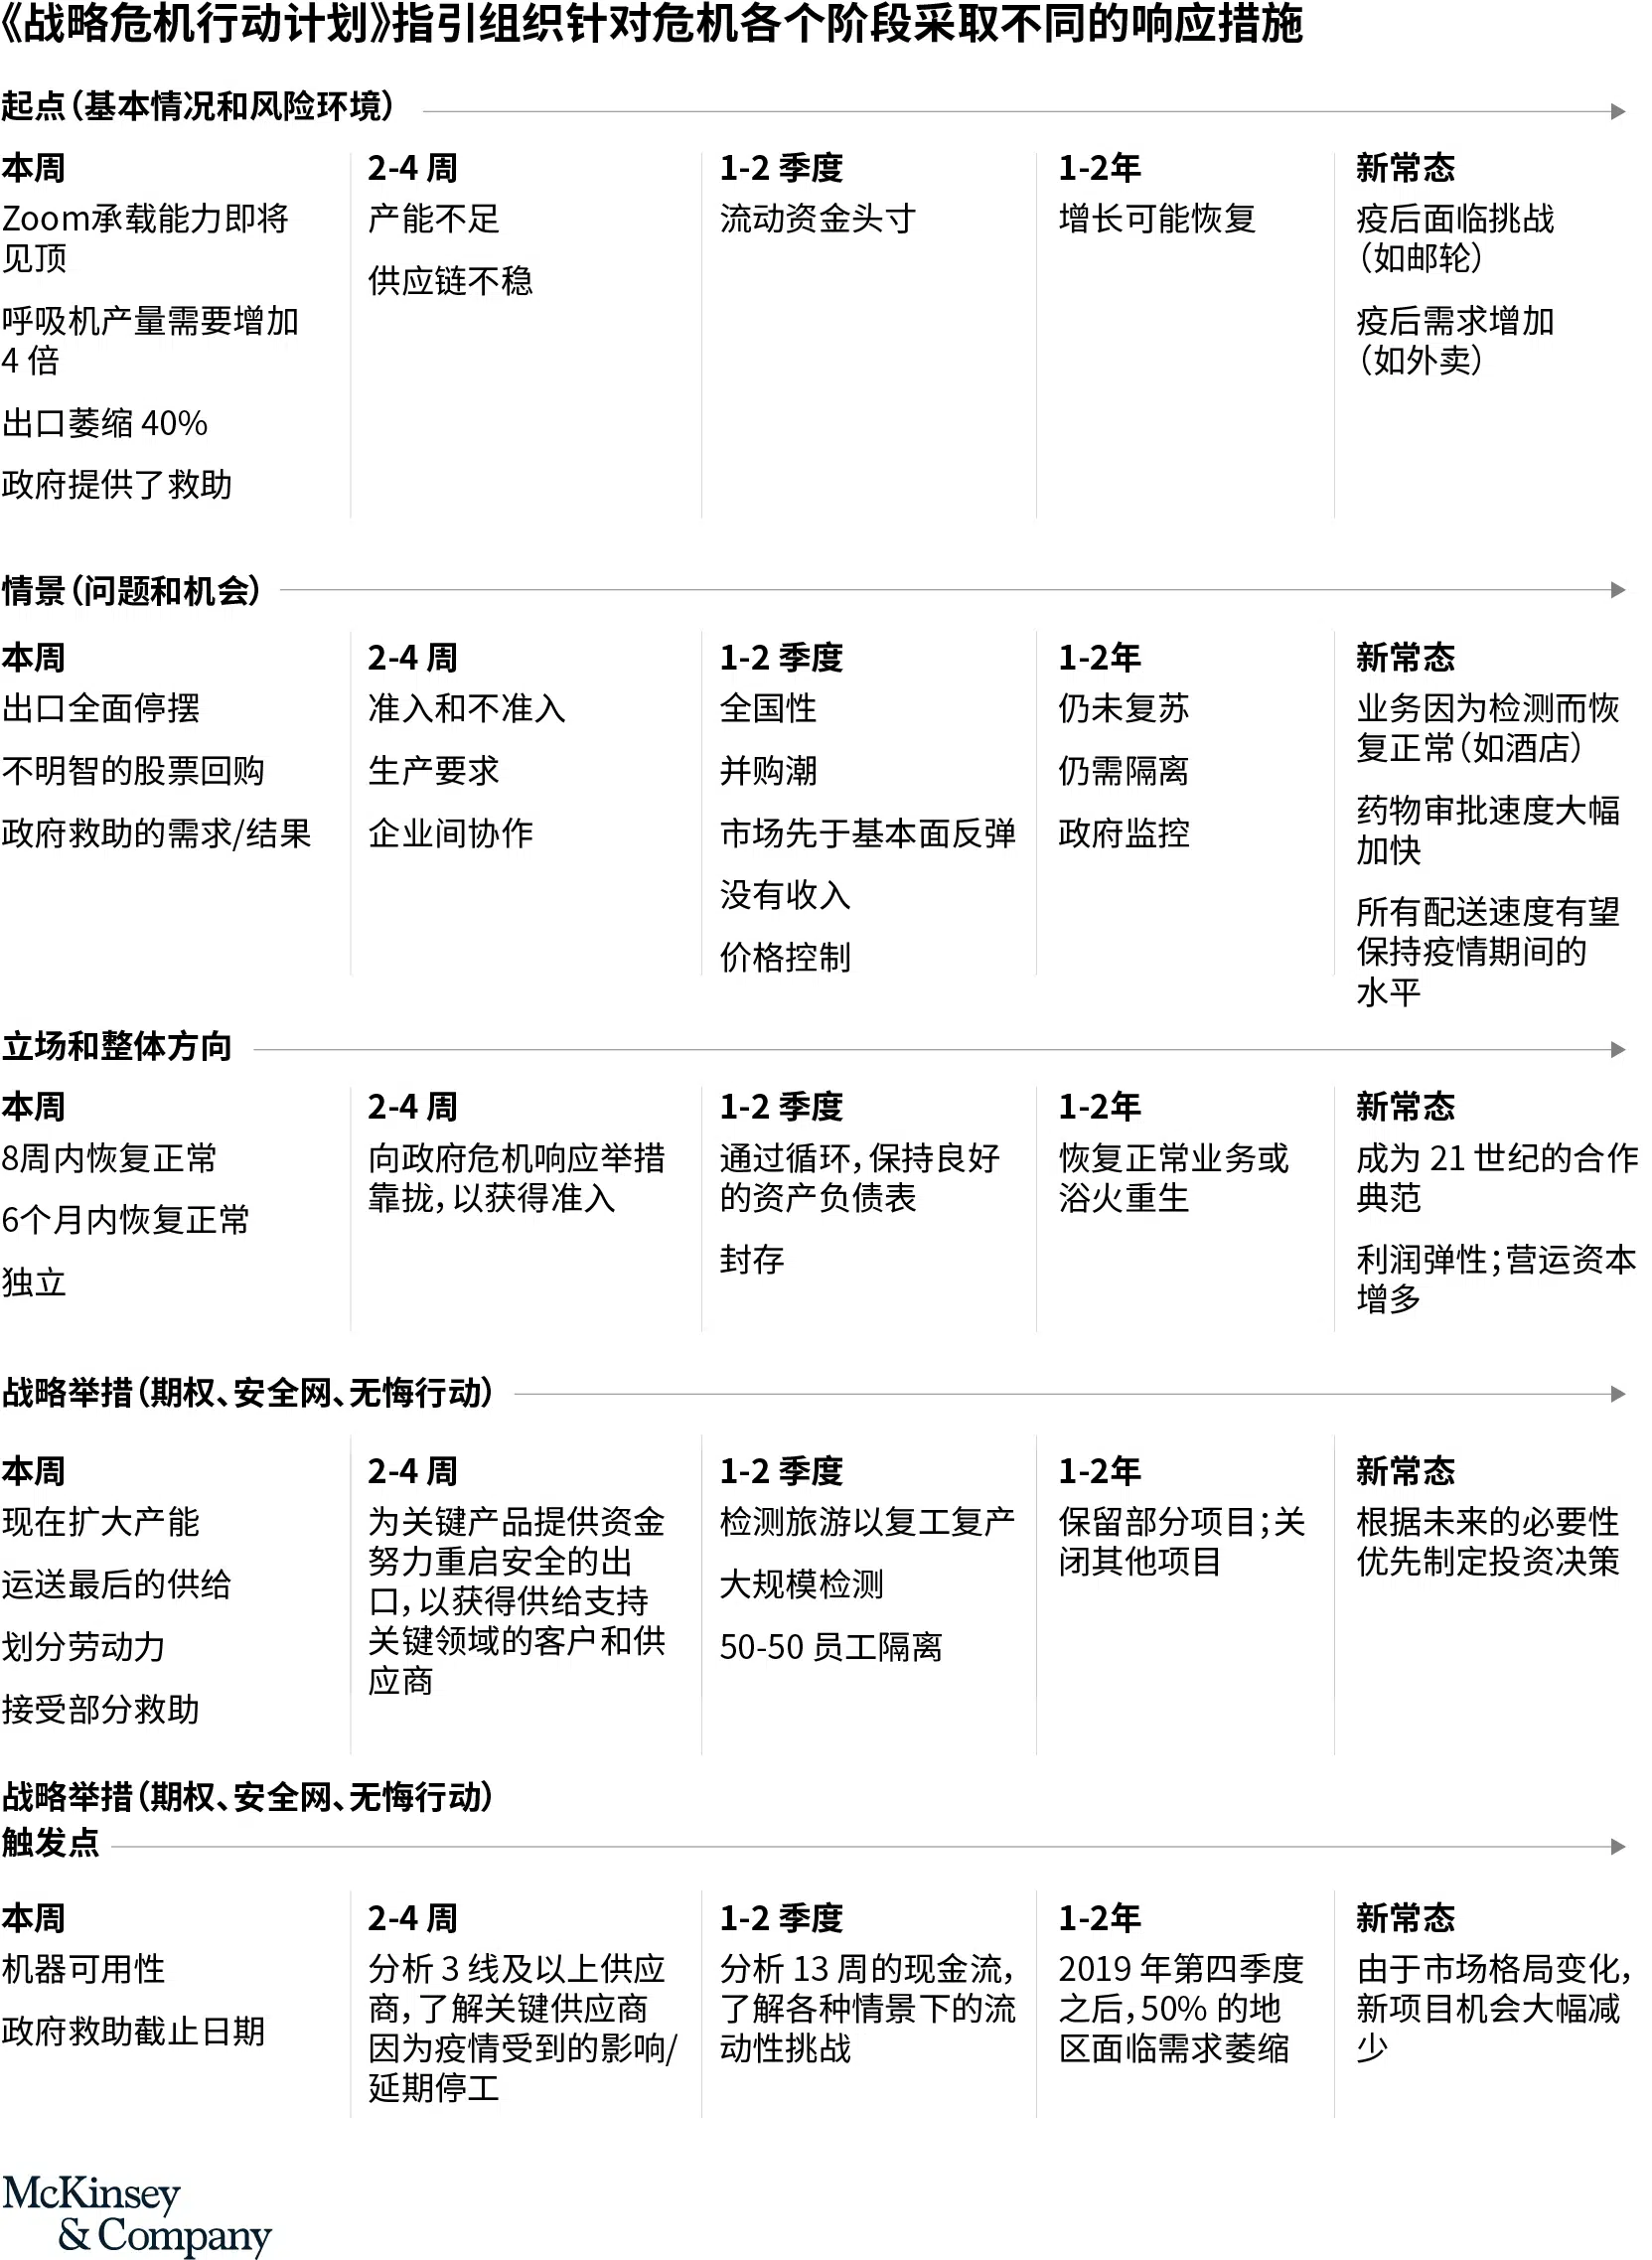 《战略危机行动计划》指引组织针对危机各个阶段采取不同的响应措施
起点（基本情况和风险环境）
本周
Zoom承载能力即将
见顶
呼吸机产量需要增加
4 倍
出口萎缩 40%
政府提供了救助
2-4 周
产能不足
供应链不稳
1-2 季度
流动资金头寸
1-2年
增长可能恢复
新常态
疫后面临挑战
（如邮轮）
疫后需求增加
（如外卖）
情景（问题和机会）
本周
出口全面停摆
不明智的股票回购
政府救助的需求/结果
2-4 周
准入和不准入
生产要求
企业间协作
1-2 季度
全国性
并购潮
市场先于基本面反弹
没有收入
价格控制
1-2年
仍未复苏
仍需隔离
政府监控
新常态
业务因为检测而恢
复正常（如酒店）
药物审批速度大幅
加快
所有配送速度有望
保持疫情期间的
水平
立场和整体方向
本周
8周内恢复正常
6个月内恢复正常
独立
2-4 周
向政府危机响应举措
靠拢，以获得准入
1-2 季度
通过循环，保持良好
的资产负债表
封存
1-2年
恢复正常业务或
浴火重生
新常态
成为 21 世纪的合作
典范
利润弹性；营运资本
增多
战略举措（期权、安全网、无悔行动）
本周
现在扩大产能
运送最后的供给
划分劳动力
接受部分救助
2-4 周
为关键产品提供资金
努力重启安全的出
口，以获得供给支持
关键领域的客户和供
应商
1-2 季度
检测旅游以复工复产
大规模检测
50-50 员工隔离
1-2年
保留部分项目；关
闭其他项目
新常态
根据未来的必要性
优先制定投资决策
战略举措（期权、安全网、无悔行动）
触发点
本周
机器可用性
政府救助截止日期
2-4 周
分析 3 线及以上供应
商，了解关键供应商
因为疫情受到的影响/
延期停工
1-2 季度
分析 13 周的现金流，
了解各种情景下的流
动性挑战
1-2年
2019 年第四季度
之后，50% 的地
区面临需求萎缩
新常态
由于市场格局变化，
新项目机会大幅减
少
McKinsey
& Company